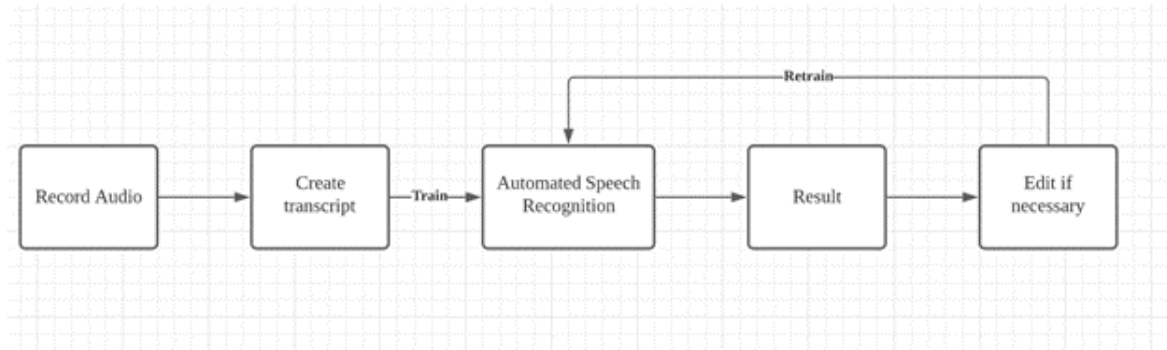 Retrain
Record Audio
Create
transcript
Train
Automated Speech
Recognition
Result
Edit if
necessary